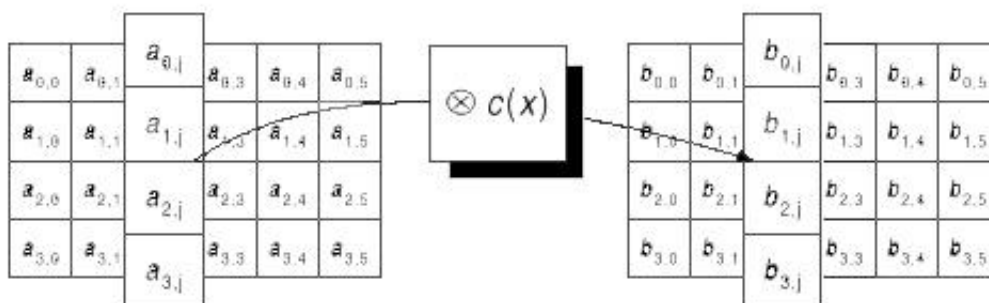 a0,j b0,j
a0,0 a0,1 a0,3 a0,4 a0,5 b0,0 b0,1 b0,3 b0,4 b0,5
⊗ c(x)
a1,j b1,j
a1,0 a1,1 a1,3 a1,4 a1,5 b1,0 b1,1 b1,3 b1,4 b1,5
a2,0 a2,1 a2,j a2,3 a2,4 a2,5 b2,0 b2,1 b2,j b2,3 b2,4 b2,5
a3,0 a3,1 a3,j a3,3 a3,4 a3,5 b3,0 b3,1 b3,j b3,3 b3,4 b3,5